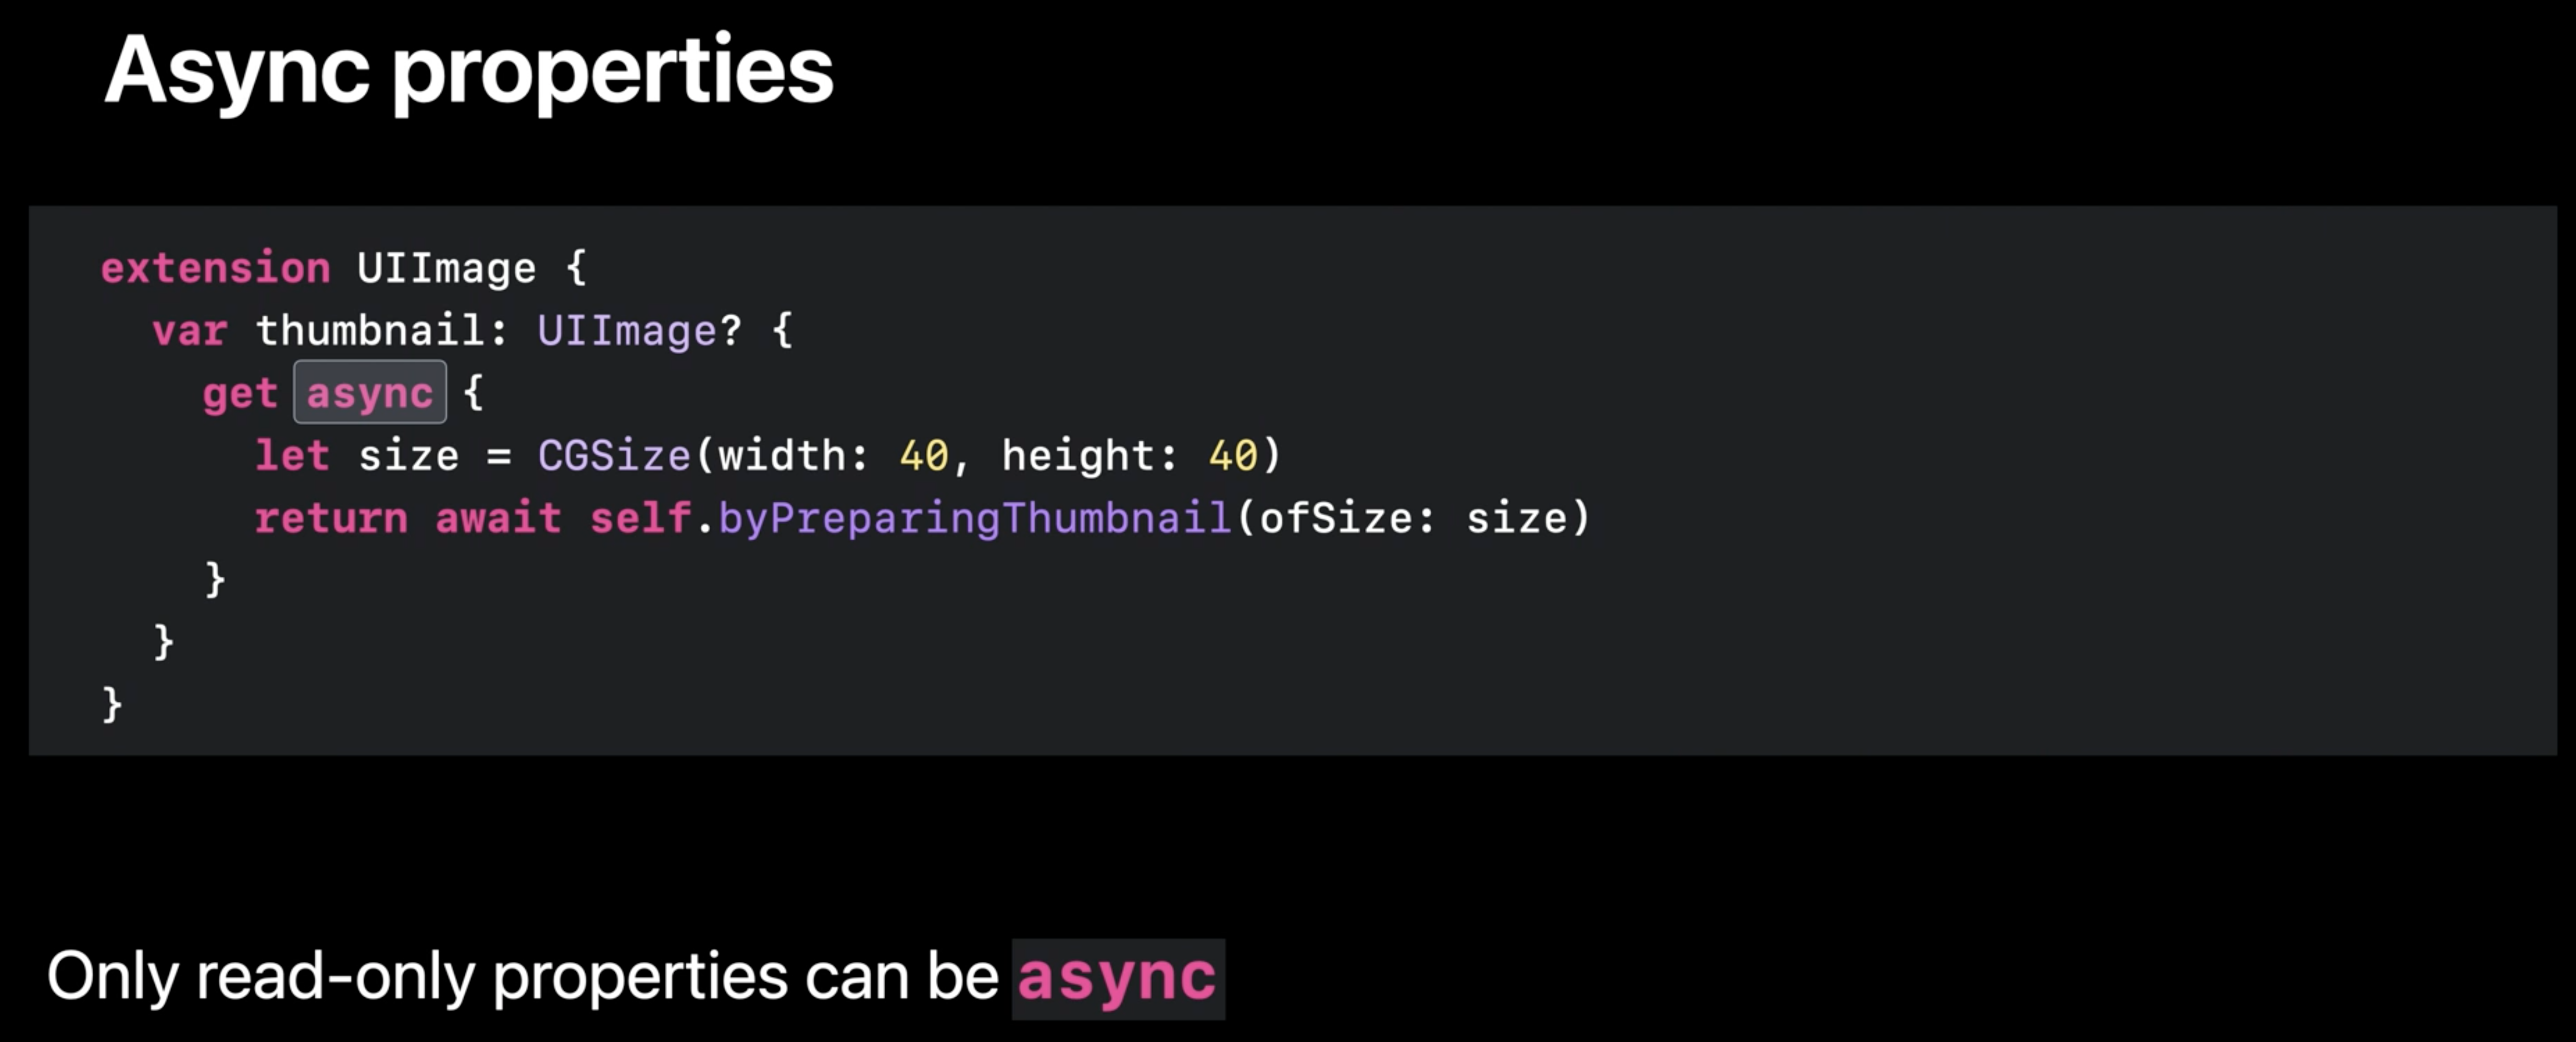 Async properties
extension UIImage {
  var thumbnail: UIImage? {
    get async {
      let size = CGSize(width: 40, height: 40)
      return await self.byPreparingThumbnail(ofSize: size)
    }
  }
}
Only read-only properties can be async